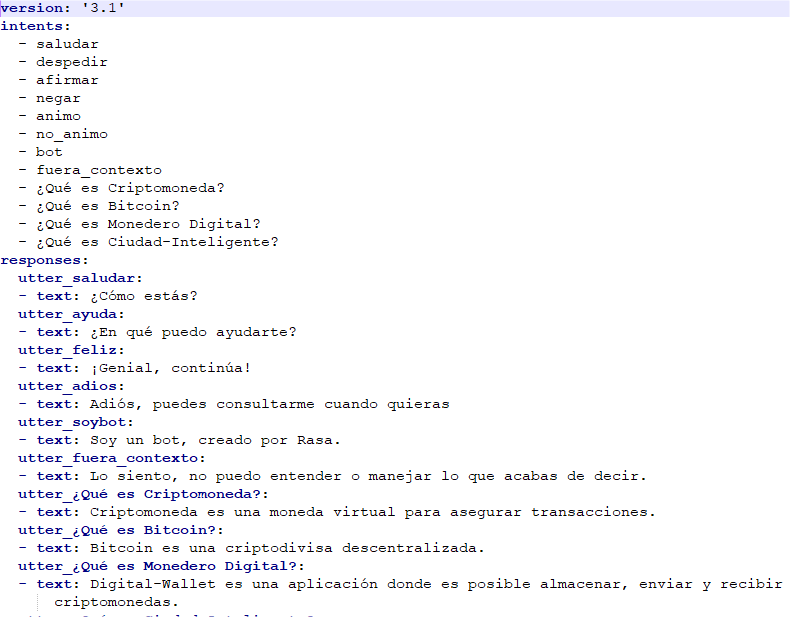 version: '3.1'
intents:
  - saludar
  - despedir
  - afirmar
  - negar
  - animo
  - no_animo
  - bot
  - fuera_contexto
  - ¿Qué es Criptomoneda?
  - ¿Qué es Bitcoin?
  - ¿Qué es Monedero Digital?
  - ¿Qué es Ciudad-Inteligente?
responses:
  utter_saludar:
  - text: ¿Cómo estás?
  utter_ayuda:
  - text: ¿En qué puedo ayudarte?
  utter_feliz:
  - text: ¡Genial, continúa!
  utter_adios:
  - text: Adiós, puedes consultarme cuando quieras
  utter_soybot:
  - text: Soy un bot, creado por Rasa.
  utter_fuera_contexto:
  - text: Lo siento, no puedo entender o manejar lo que acabas de decir.
  utter_¿Qué es Criptomoneda?:
  - text: Criptomoneda es una moneda virtual para asegurar transacciones.
  utter_¿Qué es Bitcoin?:
  - text: Bitcoin es una criptodivisa descentralizada.
  utter_¿Qué es Monedero Digital?:
  - text: Digital-Wallet es una aplicación donde es posible almacenar, enviar y recibir
      criptomonedas.